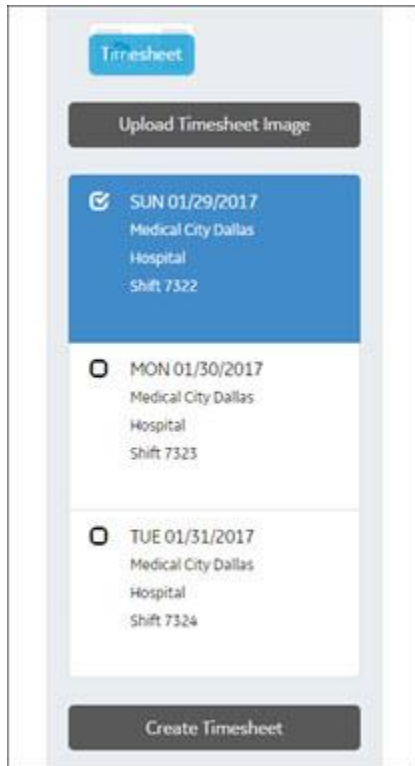 Timesheet
Upload Timesheet Image
SUN 01/29/2017
Medical City Dallas
Hospital
Shift 7322
MON 01/30/2017
Medical City Dallas
Hospital
Shift 7323
TUE 01/31/2017
Medical City Dallas
Hospital
Shift 7324
Create Timesheet